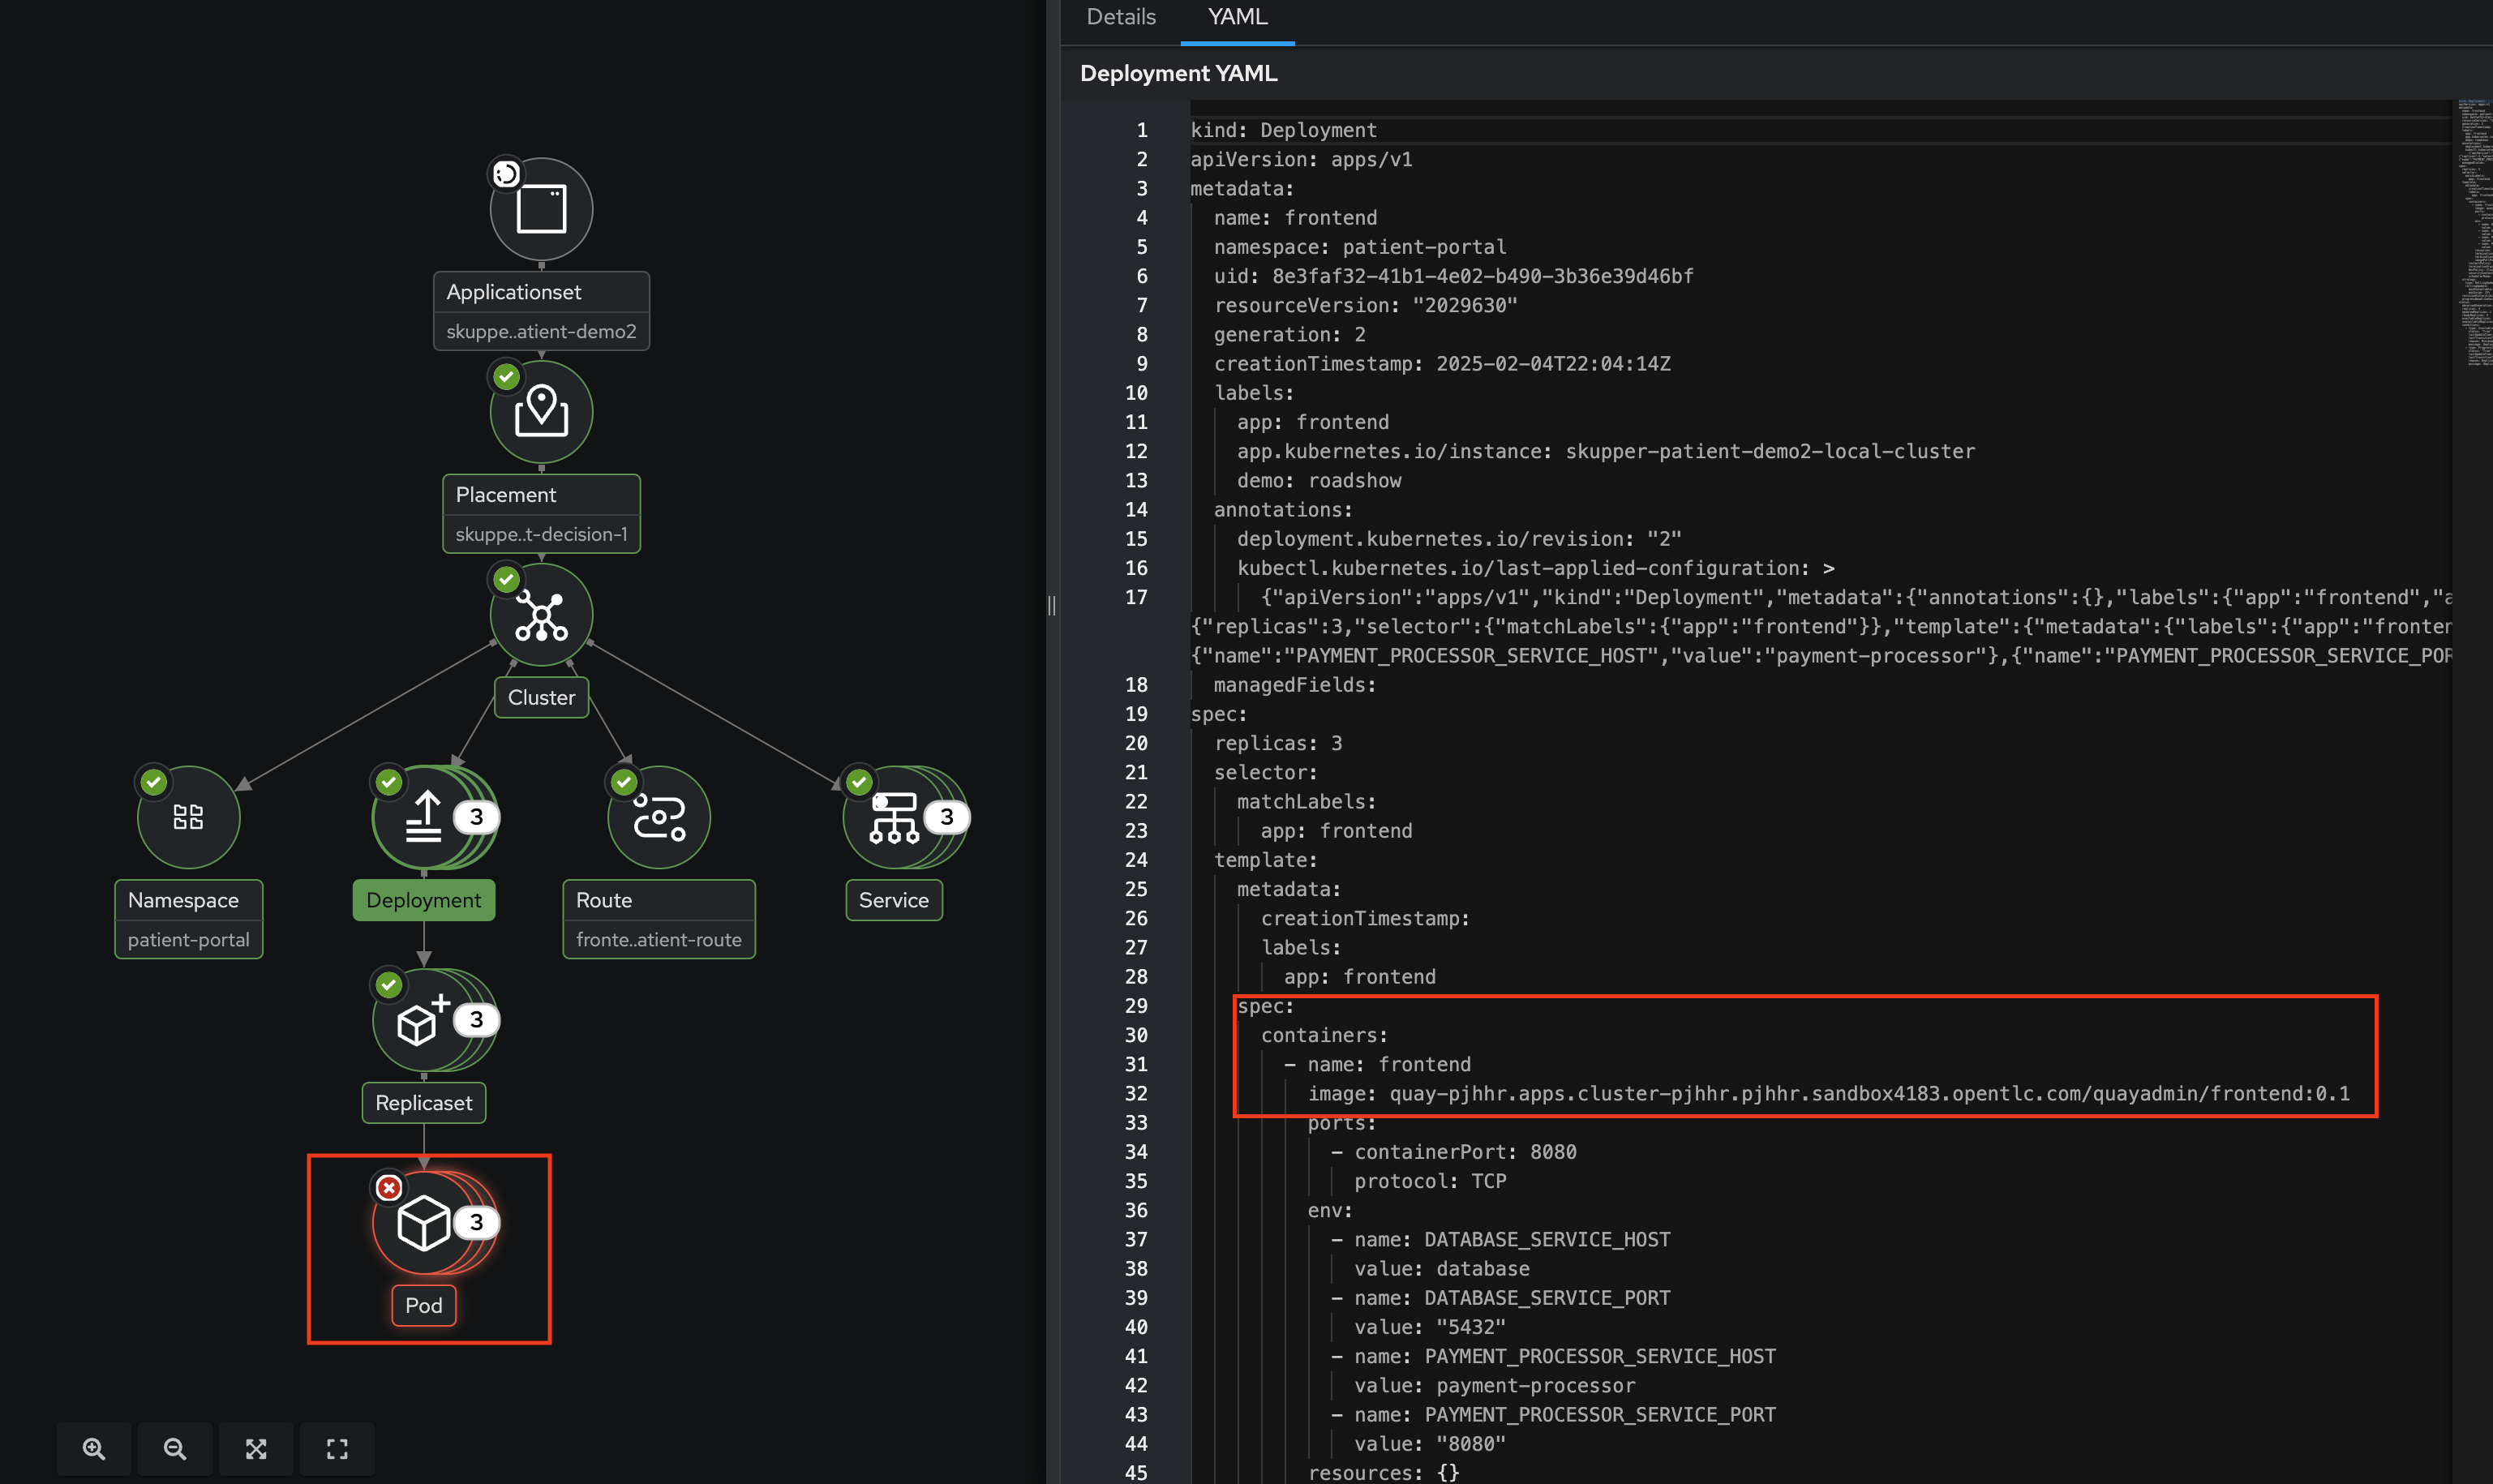 Applicationset
skuppe..atient-demo2
Placement
skuppe..t-decision-1
Cluster
3
3
Namespace
patient-portal
Deployment
Route
fronte..atient-route
Service
3
Replicaset
3
Pod
Details
YAML
Deployment YAML
1 kind: Deployment
2 apiVersion: apps/v1
3 metadata:
4 name: frontend
5 namespace: patient-portal
6 uid: 8e3faf32-41b1-4e02-b490-3b36e39d46bf
7 resourceVersion: "2029630"
8 generation: 2
9 creationTimestamp: 2025-02-04T22:04:14Z
10 labels:
11 app: frontend
12 app.kubernetes.io/instance: skupper-patient-demo2-local-cluster
13 demo: roadshow
14 annotations:
15 deployment.kubernetes.io/revision: "2"
16 kubectl.kubernetes.io/last-applied-configuration: >
17 {"apiVersion":"apps/v1","kind":"Deployment","metadata":{"annotations":{},"labels":{"app":"frontend","a
{"replicas":3,"selector":{"matchLabels":{"app":"frontend"}},"template":{"metadata":{"labels":{"app":"fronten
{"name":"PAYMENT_PROCESSOR_SERVICE_HOST","value":"payment-processor"},{"name":"PAYMENT_PROCESSOR_SERVICE_POR
18 managedFields:
19 spec:
20 replicas: 3
21 selector:
22 matchLabels:
23 app: frontend
24 template:
25 metadata:
26 creationTimestamp:
27 labels:
28 app: frontend
29 spec:
30 containers:
31 - name: frontend
32 image: quay-pjhhr.apps.cluster-pjhhr.pjhhr.sandbox4183.opentlc.com/quayadmin/frontend:0.1
33 ports:
34 - containerPort: 8080
35 protocol: TCP
36 env:
37 - name: DATABASE_SERVICE_HOST
38 value: database
39 - name: DATABASE_SERVICE_PORT
40 value: "5432"
41 - name: PAYMENT_PROCESSOR_SERVICE_HOST
42 value: payment-processor
43 - name: PAYMENT_PROCESSOR_SERVICE_PORT
44 value: "8080"
45 resources: {}